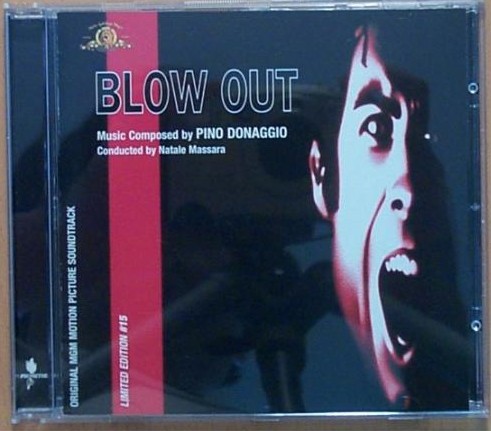 BLOW OUT
Music Composed by PINO DONAGGIO
Conducted by Natale Massara
ORIGINAL MGM MOTION PICTURE SOUNDTRACK
LIMITED EDITION #15